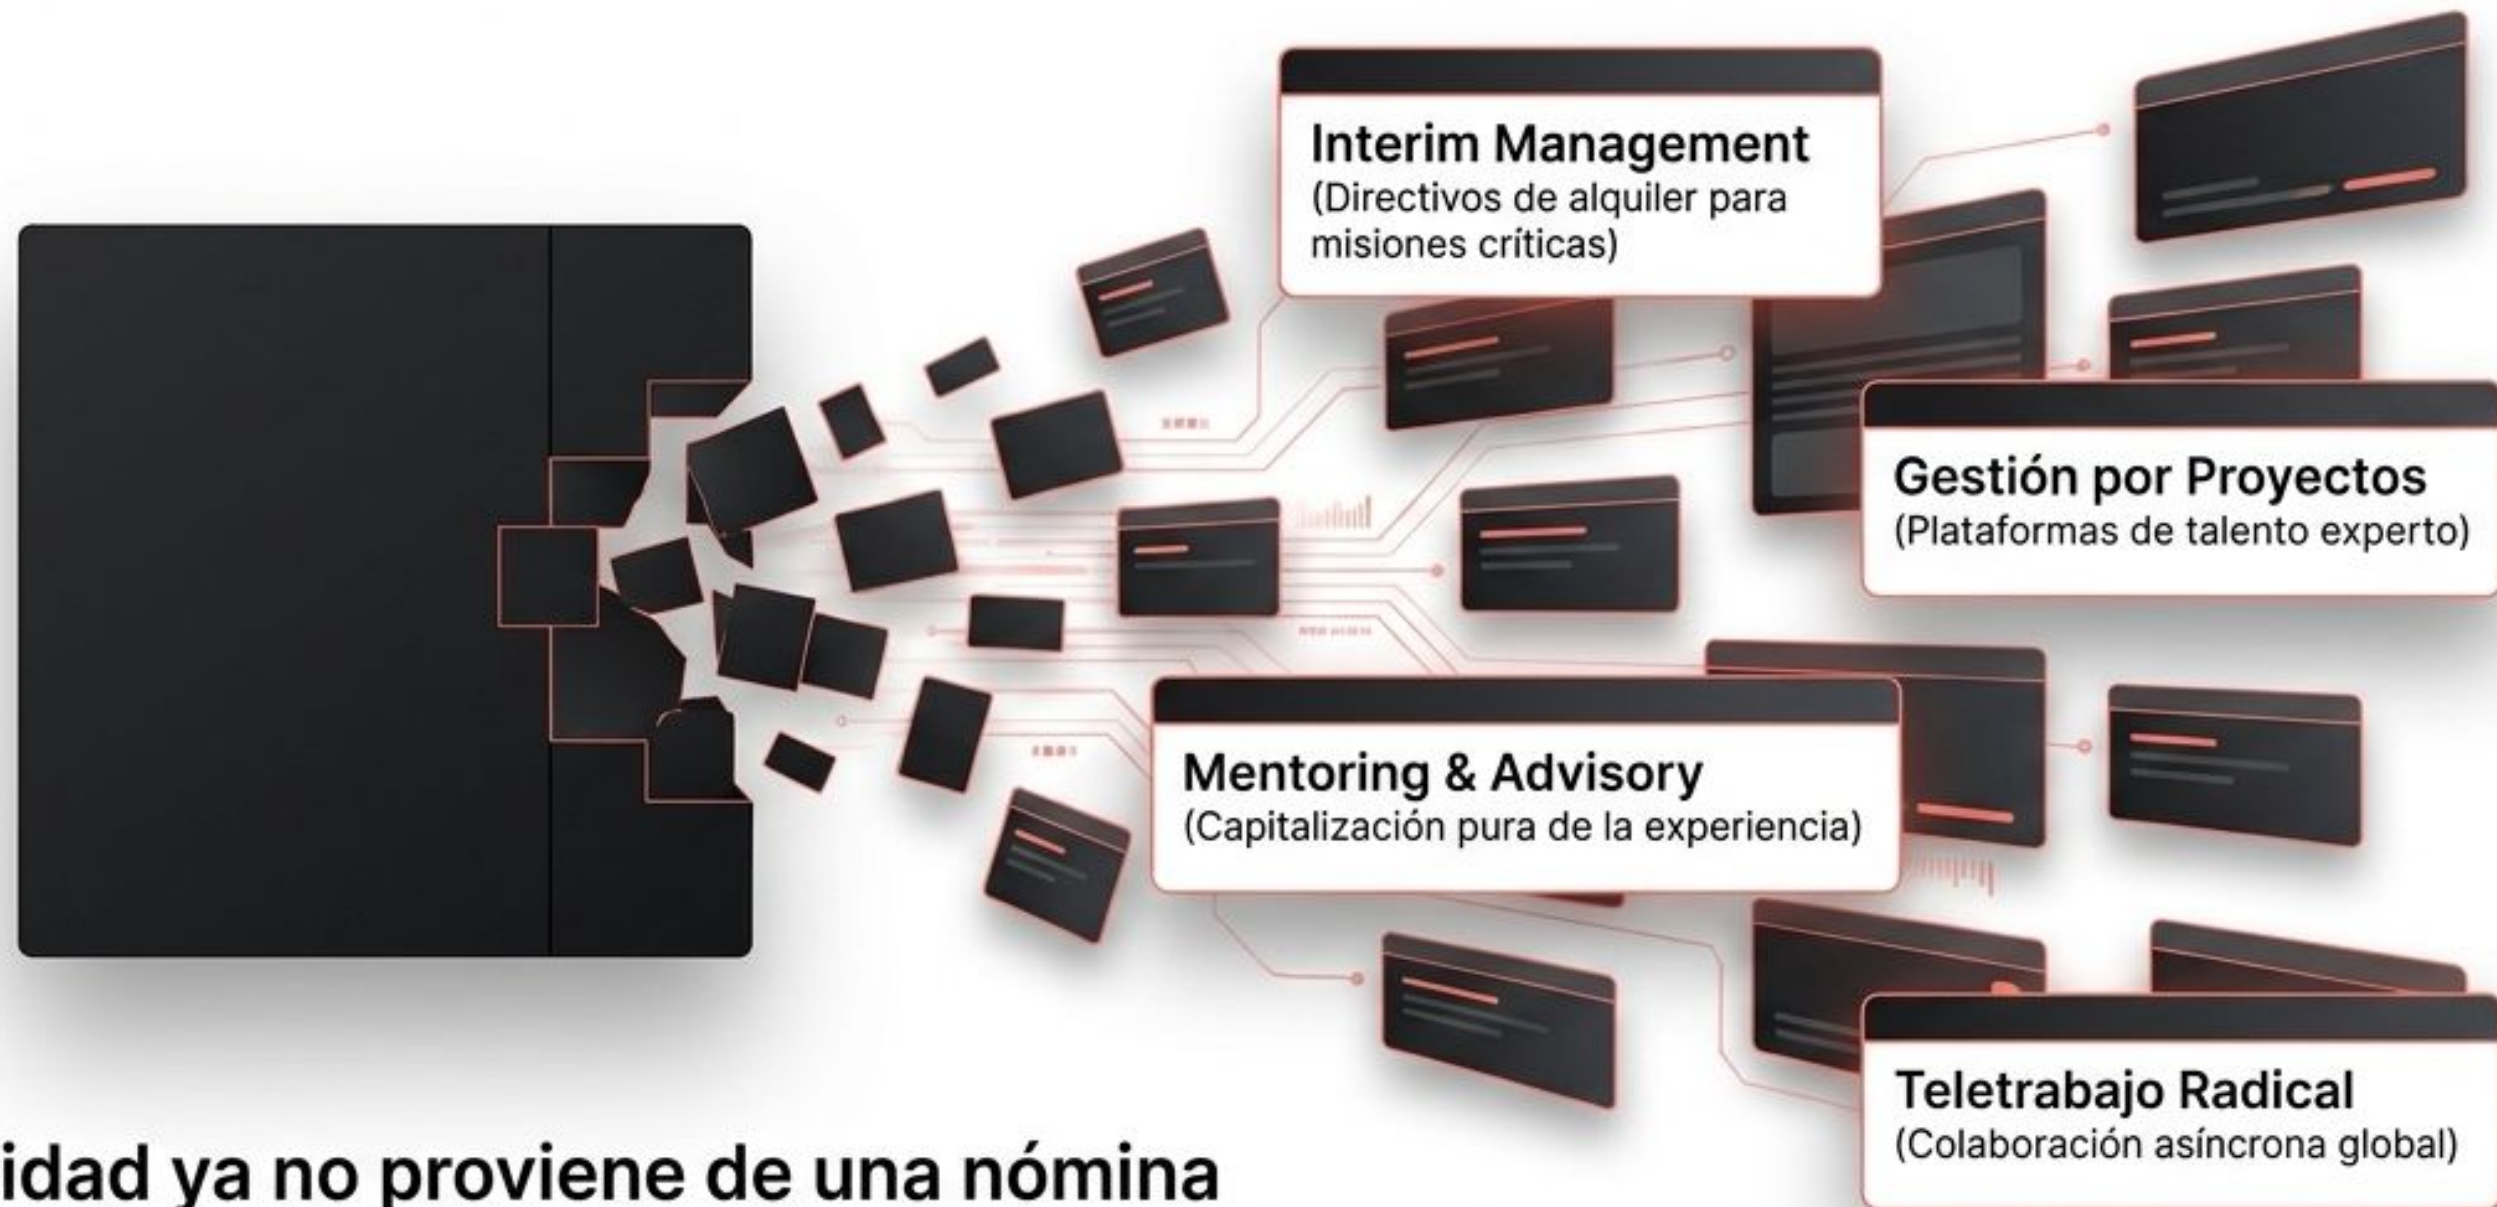 Interim Management
(Directivos de alquiler para
misiones críticas)
Gestión por Proyectos
(Plataformas de talento experto)
Mentoring & Advisory
(Capitalización pura de la experiencia)
Teletrabajo Radical
(Colaboración asíncrona global)
idad ya no proviene de una nómina